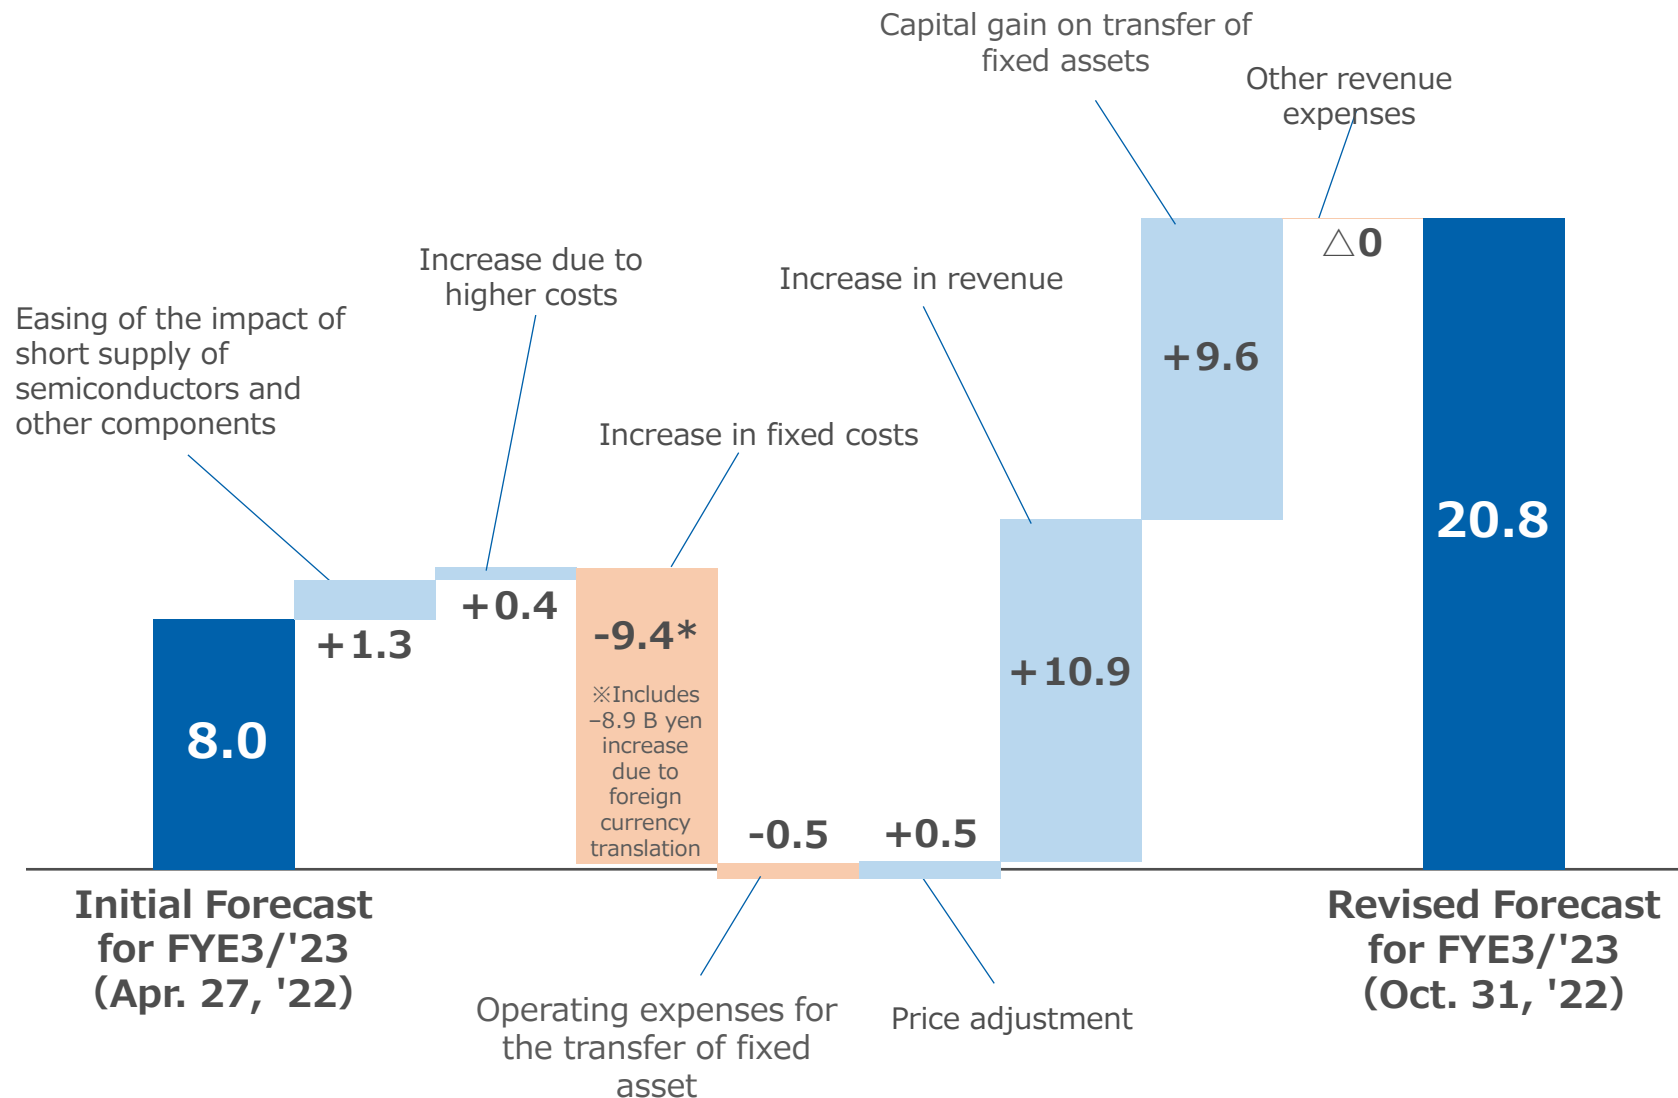 Capital gain on transfer of
fixed assets
Other revenue
expenses
△0
Increase due to
higher costs
Increase in revenue
Easing of the impact of
short supply of
semiconductors and
other components
+9.6
Increase in fixed costs
20.8
+0.4
-9.4*
+1.3
+10.9
※Includes
–8.9 B yen
increase
due to
foreign
currency
translation
8.0
-0.5
+0.5
Initial Forecast
for FYE3/'23
(Apr. 27, '22)
Revised Forecast
for FYE3/'23
(Oct. 31, '22)
Operating expenses for
the transfer of fixed
asset
Price adjustment